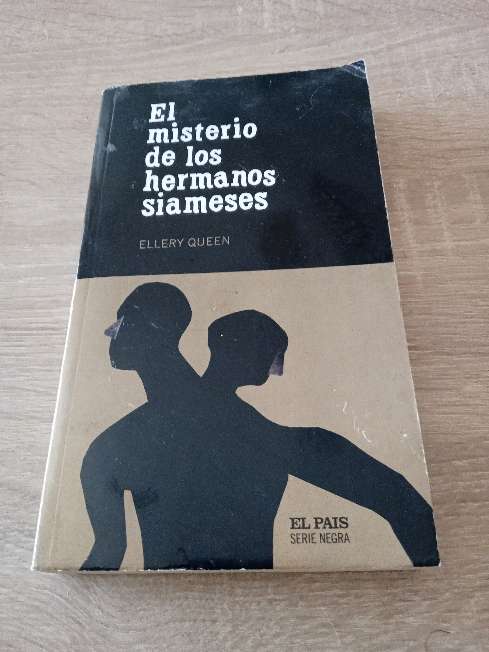 El
misterio
de los
hermanos
siameses
ELLERY QUEEN
EL PAIS
SERIE NEGRA